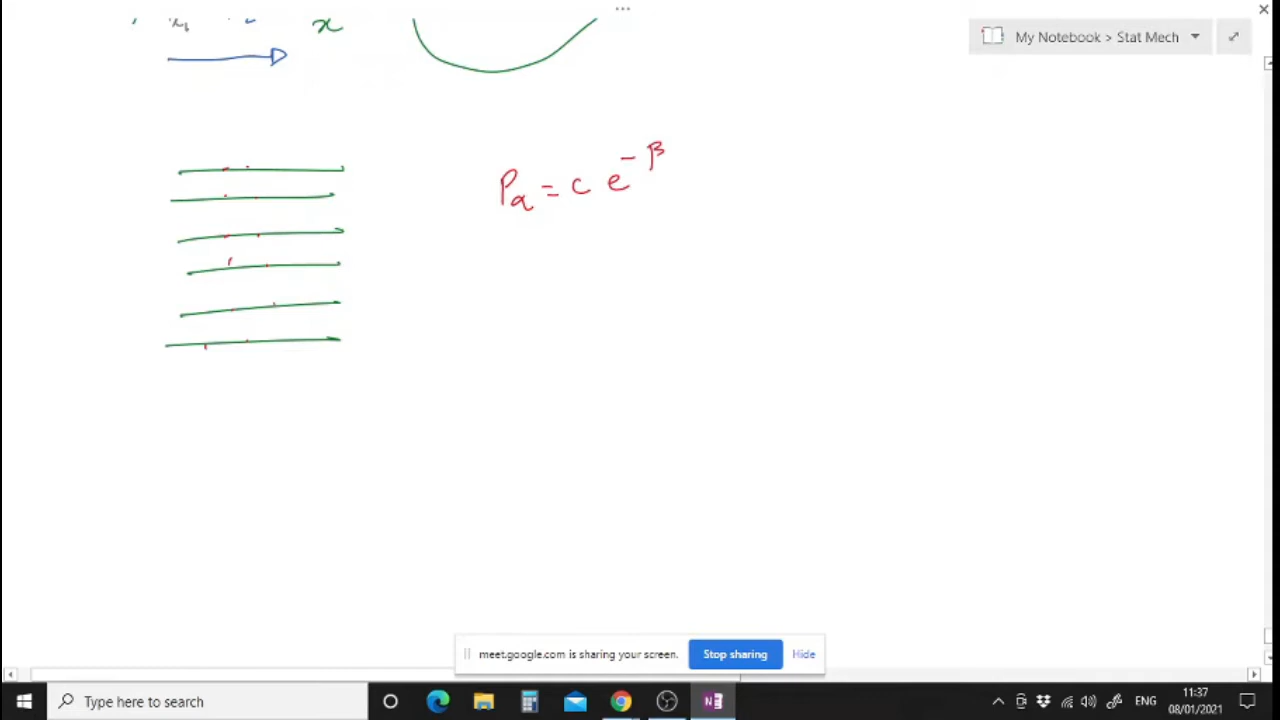 x
My Notebook > Stat Mech
Pα = c e^-β
meet.google.com is sharing your screen.
Stop sharing
Hide
Type here to search
N
ENG
11:37
08/01/2021